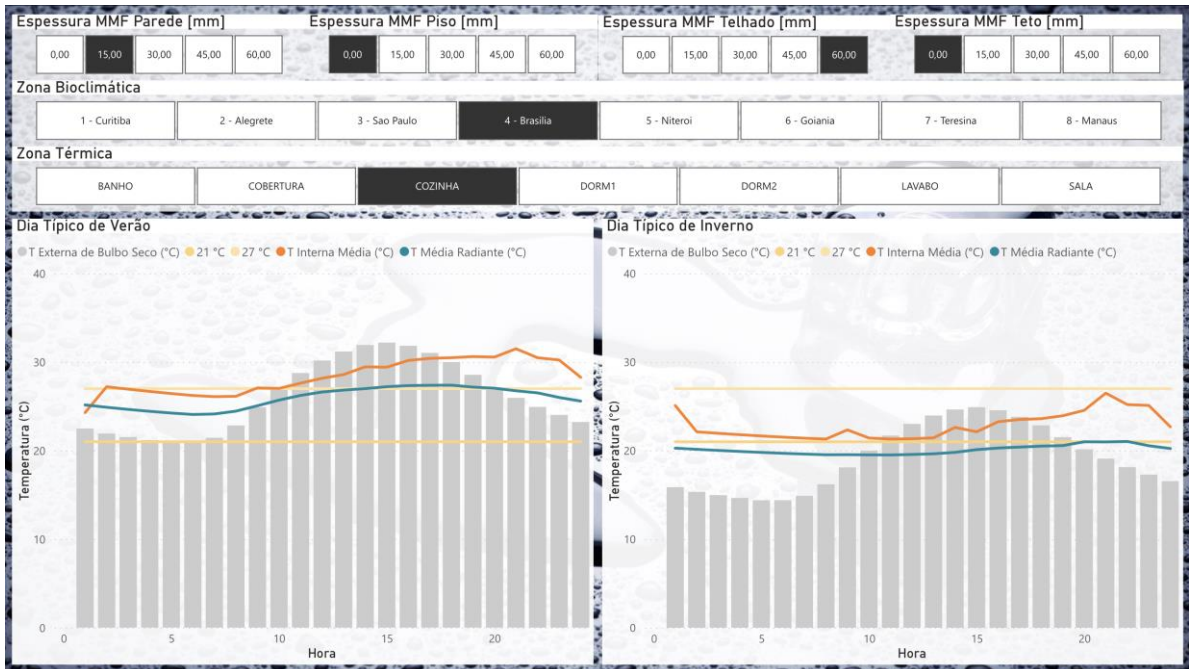 Espessura MMF Parede [mm] Espessura MMF Piso [mm] Espessura MMF Telhado [mm] Espessura MMF Teto [mm]
0,00 15,00 30,00 45,00 60,00 0,00 15,00 30,00 45,00 60,00 0,00 15,00 30,00 45,00 60,00 0,00 15,00 30,00 45,00 60,00
Zona Bioclimática
1 - Curitiba 2 - Alegrete 3 - Sao Paulo 4 - Brasilia 5 - Niteroi 6 - Goiania 7 - Teresina 8 - Manaus
Zona Térmica
BANHO COBERTURA COZINHA DORM1 DORM2 LAVABO SALA
Dia Típico de Verão
T Externa de Bulbo Seco (°C) 21 °C 27 °C T Interna Média (°C) T Média Radiante (°C)
40
30
20
10
0
Temperatura (°C)
0 5 10 15 20
Hora
Dia Típico de Inverno
T Externa de Bulbo Seco (°C) 21 °C 27 °C T Interna Média (°C) T Média Radiante (°C)
40
30
20
10
0
Temperatura (°C)
0 5 10 15 20
Hora